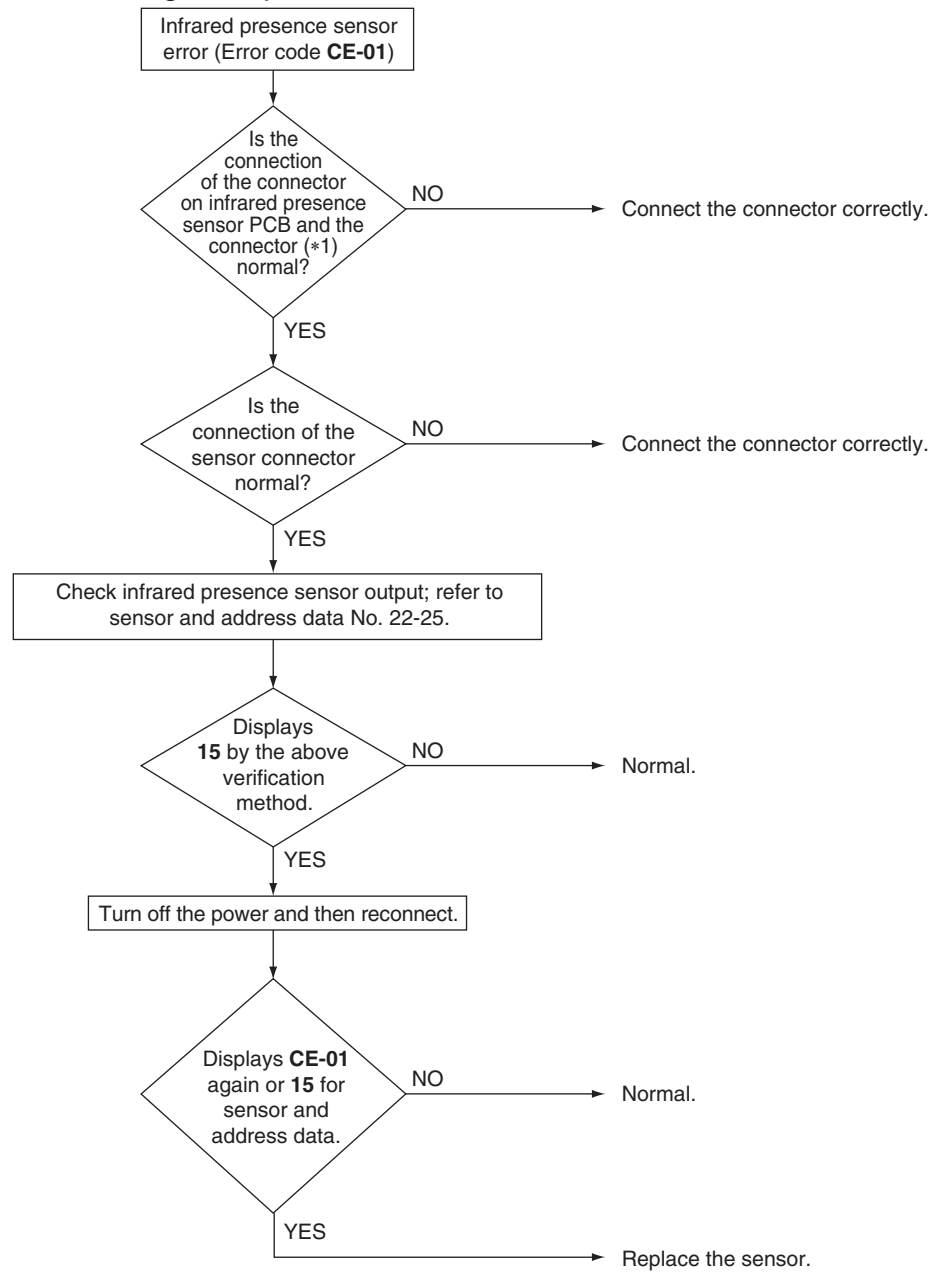 Infrared presence sensor
error (Error code CE-01)
Is the
connection
of the connector
on infrared presence
sensor PCB and the
connector (*1)
normal?
NO
Connect the connector correctly.
YES
Is the
connection of the
sensor connector
normal?
NO
Connect the connector correctly.
YES
Check infrared presence sensor output; refer to
sensor and address data No. 22-25.
Displays
15 by the above
verification
method.
NO
Normal.
YES
Turn off the power and then reconnect.
Displays CE-01
again or 15 for
sensor and
address data.
NO
Normal.
YES
Replace the sensor.